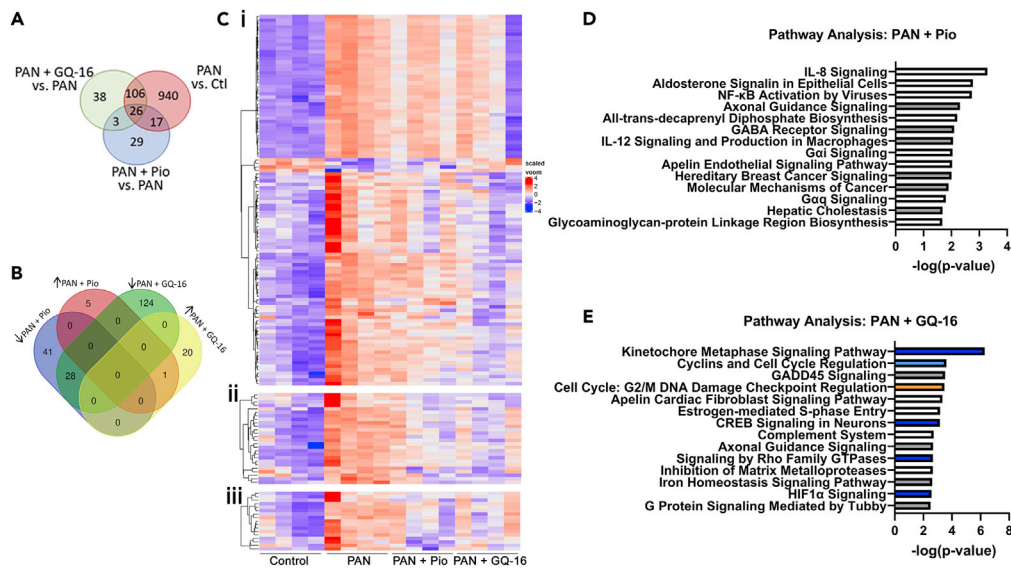 A
PAN + GQ-16
vs. PAN
PAN
vs. Ctl
38
106
940
26
3
17
29
PAN + Pio
vs. PAN
B
↑PAN + Pio
↓PAN + GQ-16
↓PAN + Pio
↑PAN + GQ-16
5
124
0
0
0
41
0
0
20
28
0
1
0
0
0
C
i
ii
iii
scaled
voom
4
2
0
−2
−4
Control
PAN
PAN + Pio
PAN + GQ-16
D
Pathway Analysis: PAN + Pio
IL-8 Signaling
Aldosterone Signalin in Epithelial Cells
NF-κB Activation by Viruses
Axonal Guidance Signaling
All-trans-decaprenyl Diphosphate Biosynthesis
GABA Receptor Signaling
IL-12 Signaling and Production in Macrophages
Gαi Signaling
Apelin Endothelial Signaling Pathway
Hereditary Breast Cancer Signaling
Molecular Mechanisms of Cancer
Gαq Signaling
Hepatic Cholestasis
Glycoaminoglycan-protein Linkage Region Biosynthesis
0 1 2 3 4
-log(p-value)
E
Pathway Analysis: PAN + GQ-16
Kinetochore Metaphase Signaling Pathway
Cyclins and Cell Cycle Regulation
GADD45 Signaling
Cell Cycle: G2/M DNA Damage Checkpoint Regulation
Apelin Cardiac Fibroblast Signaling Pathway
Estrogen-mediated S-phase Entry
CREB Signaling in Neurons
Complement System
Axonal Guidance Signaling
Signaling by Rho Family GTPases
Inhibition of Matrix Metalloproteases
Iron Homeostasis Signaling Pathway
HIF1α Signaling
G Protein Signaling Mediated by Tubby
0 2 4 6 8
-log(p-value)